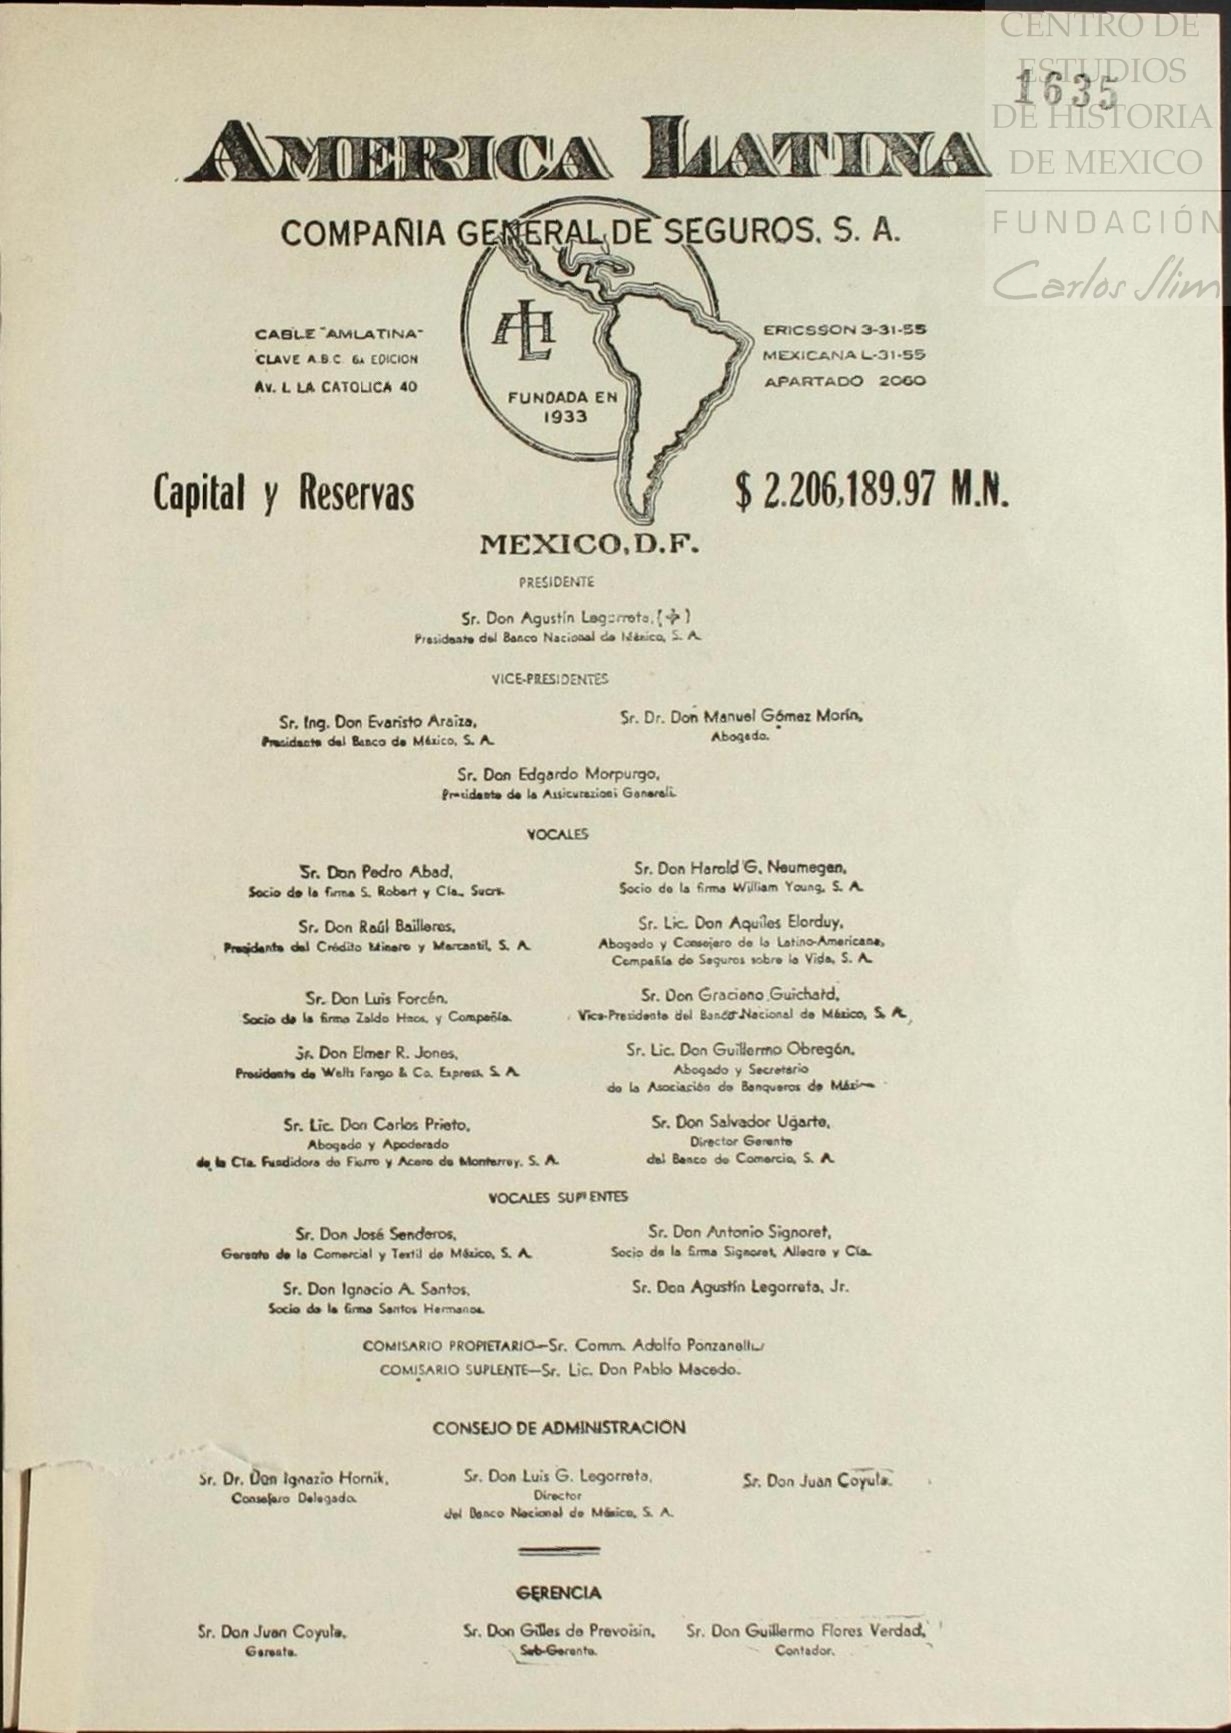 CENTRO DE
ESTUDIOS
DE HISTORIA
DE MEXICO
FUNDACIÓN
Carlos Slim
1635
AMERICA LATINA
COMPAÑIA GENERAL DE SEGUROS, S. A.
CABLE "AMLATINA"
CLAVE A.B.C. 6A EDICION
AV. I. LA CATOLICA 40
ALH
FUNDADA EN
1933
ERICSSON 3-31-55
MEXICANA L-31-55
APARTADO 2060
Capital y Reservas $ 2.206,189.97 M.N.
MEXICO, D.F.
PRESIDENTE
Sr. Don Agustín Legorreta, (✢)
Presidente del Banco Nacional de México, S. A.
VICE-PRESIDENTES
Sr. Ing. Don Evaristo Araiza,
Presidente del Banco de México, S. A.
Sr. Dr. Don Manuel Gómez Morín,
Abogado.
Sr. Don Edgardo Morpurgo,
Presidente de la Assicurazioni Generali.
VOCALES
Sr. Don Pedro Abad,
Socio de la firma S. Robert y Cía., Sucrs.
Sr. Don Harold G. Neumegen,
Socio de la firma William Young, S. A.
Sr. Don Raúl Bailleres,
Presidente del Crédito Minero y Mercantil, S. A.
Sr. Lic. Don Aquiles Elorduy,
Abogado y Consejero de la Latino-Americana,
Compañía de Seguros sobre la Vida, S. A.
Sr. Don Luis Forcén,
Socio de la firma Zaldo Hnos. y Compañía.
Sr. Don Graciano Guichard,
Vice-Presidente del Banco Nacional de México, S. A.
Sr. Don Elmer R. Jones,
Presidente de Wells Fargo & Co. Express, S. A.
Sr. Lic. Don Guillermo Obregón,
Abogado y Secretario
de la Asociación de Banqueros de México
Sr. Lic. Don Carlos Prieto,
Abogado y Apoderado
de la Cía. Fundidora de Fierro y Acero de Monterrey, S. A.
Sr. Don Salvador Ugarte,
Director Gerente
del Banco de Comercio, S. A.
VOCALES SUPLENTES
Sr. Don José Senderos,
Gerente de la Comercial y Textil de México, S. A.
Sr. Don Antonio Signoret,
Socio de la firma Signoret, Allegre y Cía.
Sr. Don Ignacio A. Santos,
Socio de la firma Santos Hermanos.
Sr. Don Agustín Legorreta, Jr.
COMISARIO PROPIETARIO—Sr. Comm. Adolfo Ponzanelli
COMISARIO SUPLENTE—Sr. Lic. Don Pablo Macedo.
CONSEJO DE ADMINISTRACION
Sr. Dr. Don Ignazio Hornik,
Consejero Delegado.
Sr. Don Luis G. Legorreta,
Director
del Banco Nacional de México, S. A.
Sr. Don Juan Coyula.
GERENCIA
Sr. Don Juan Coyula,
Gerente.
Sr. Don Gilles de Prevoisin,
Sub-Gerente.
Sr. Don Guillermo Flores Verdad,
Contador.